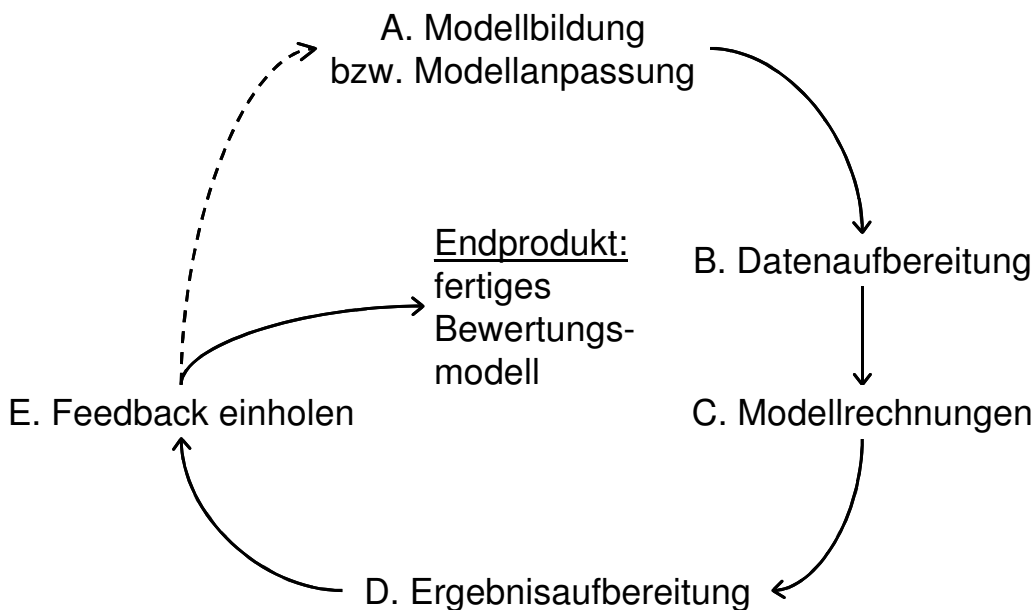 A. Modellbildung
bzw. Modellanpassung
Endprodukt:
fertiges
Bewertungs-
modell
B. Datenaufbereitung
E. Feedback einholen
C. Modellrechnungen
D. Ergebnisaufbereitung